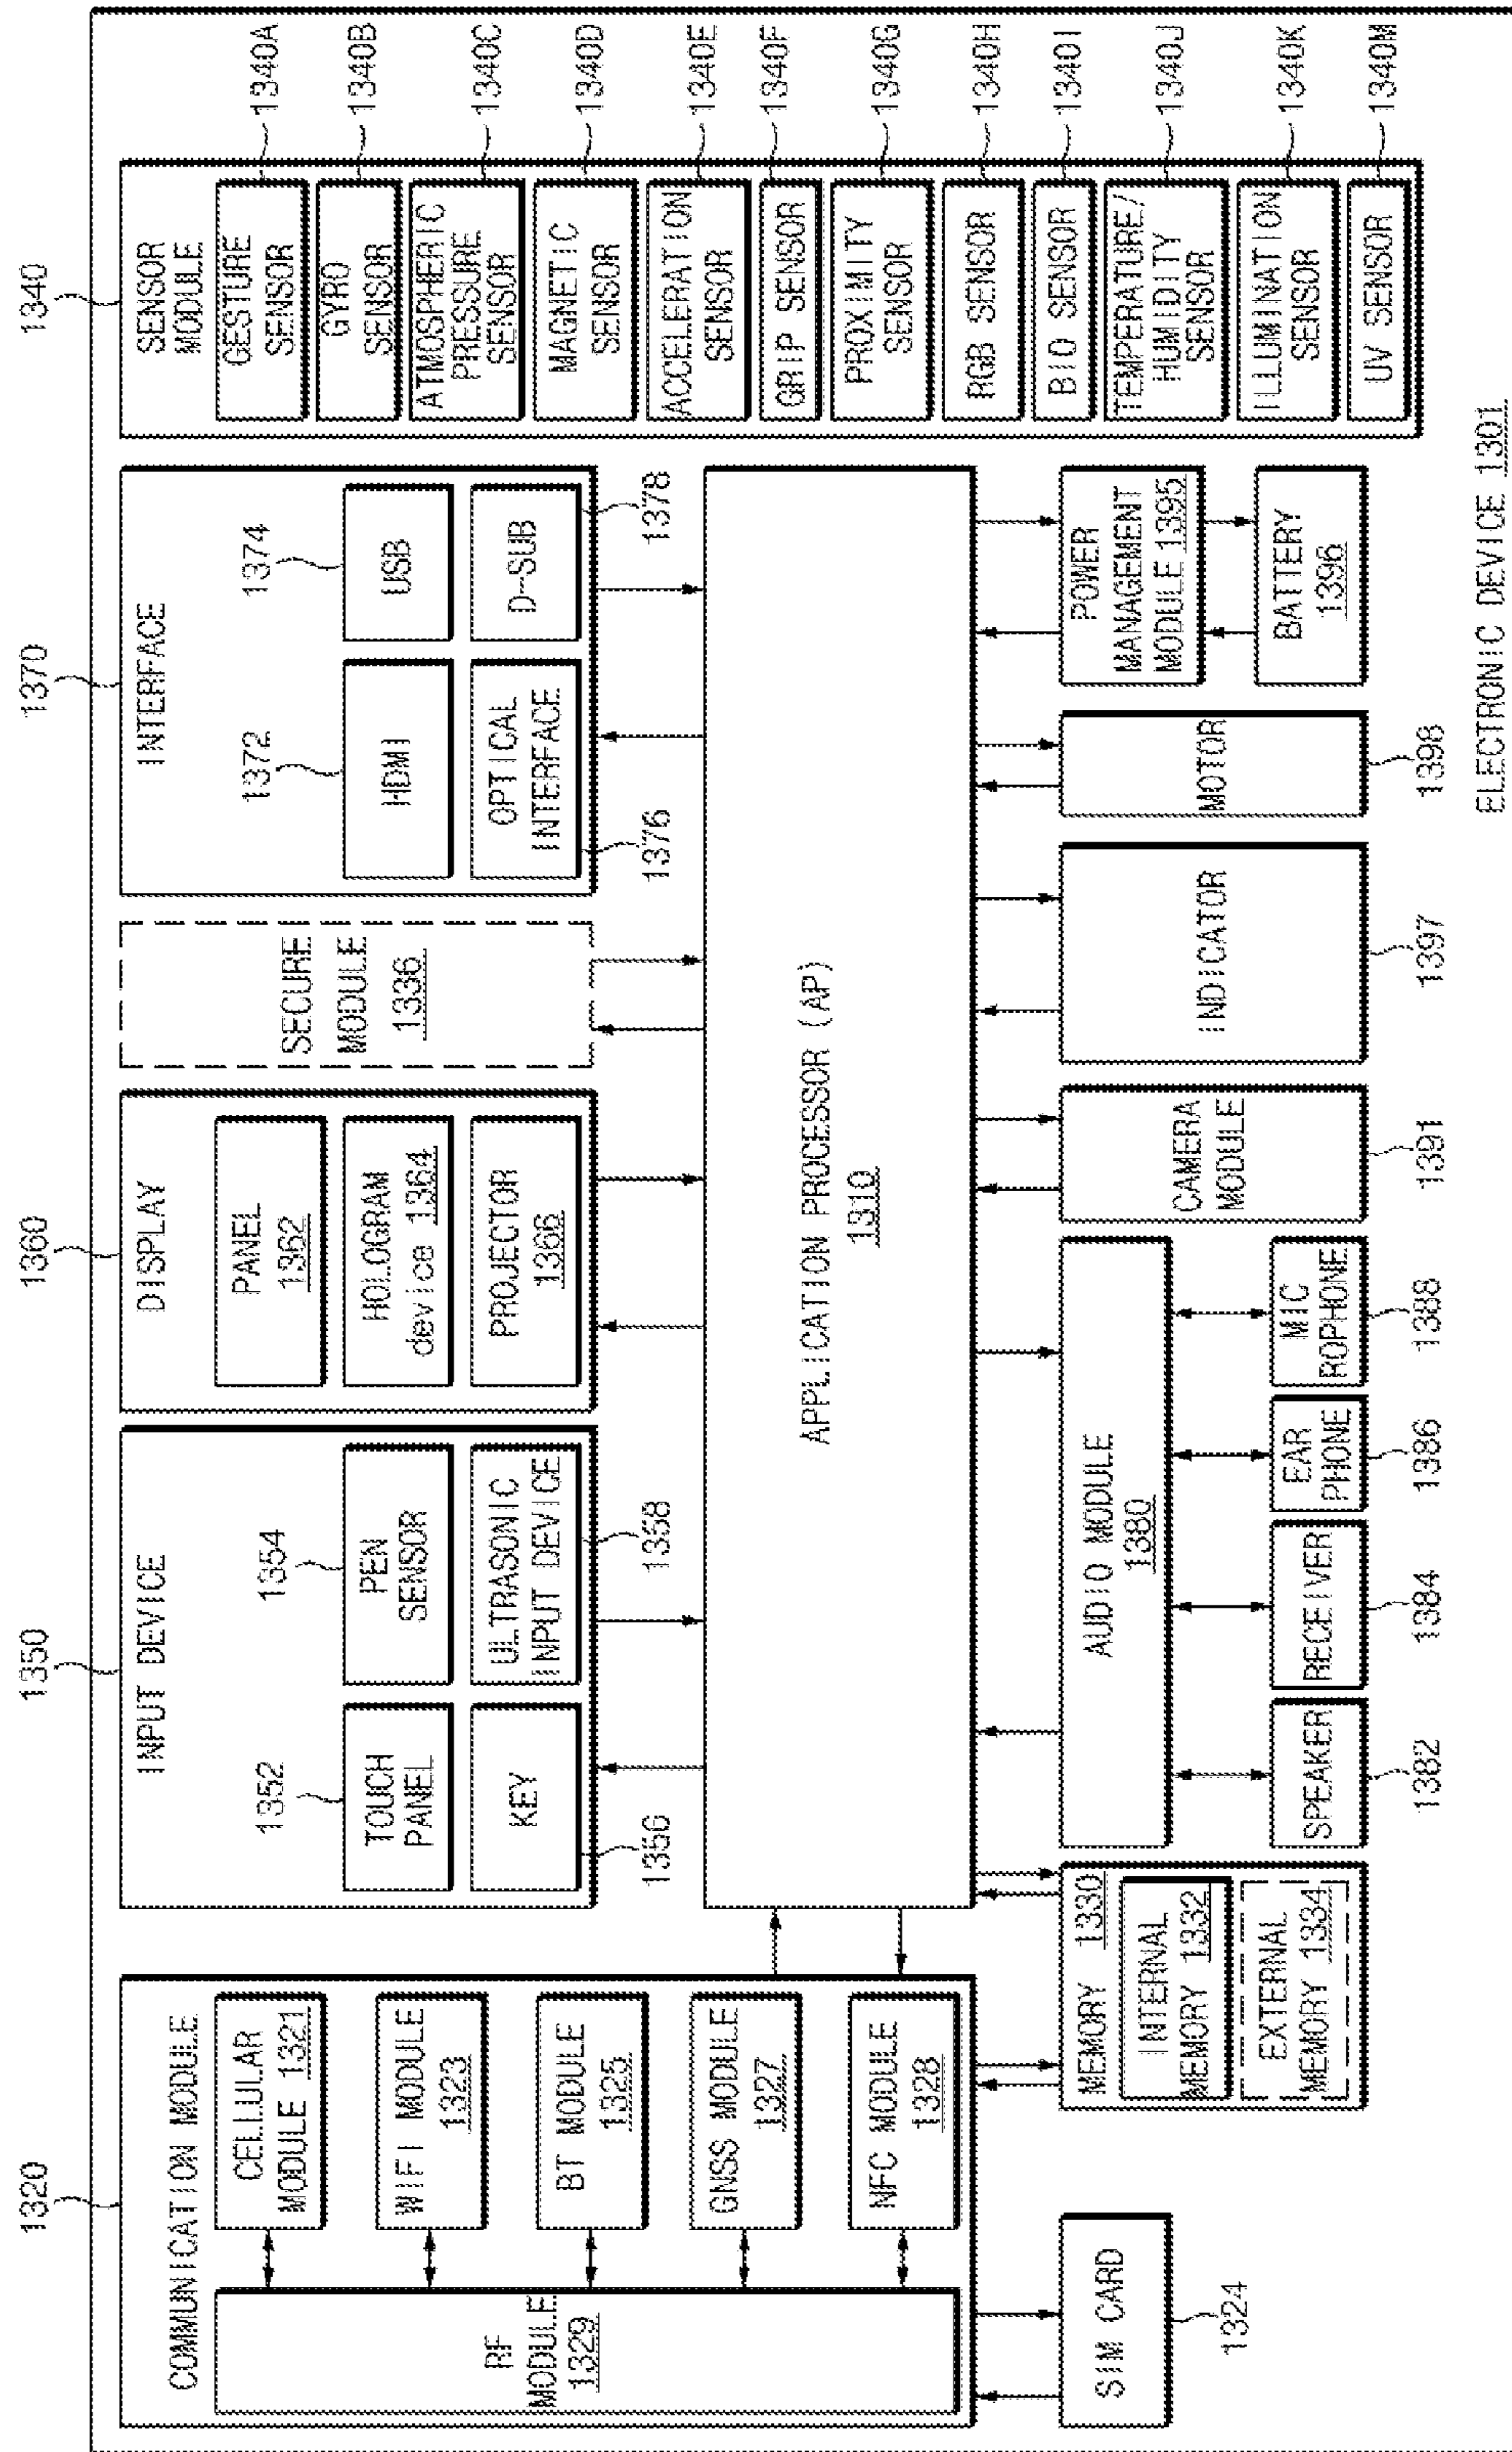 1320
COMMUNICATION MODULE
CELLULAR
MODULE 1321
WIFI MODULE
1323
BT MODULE
1325
GNSS MODULE
1327
NFC MODULE
1328
RF
MODULE
1329
SIM CARD
1324
1350
INPUT DEVICE
1352
TOUCH
PANEL
1354
PEN
SENSOR
KEY
1356
ULTRASONIC
INPUT DEVICE
1358
1360
DISPLAY
PANEL
1362
HOLOGRAM
device 1364
PROJECTOR
1366
SECURE
MODULE
1336
1370
INTERFACE
1372
HDMI
1374
USB
OPTICAL
INTERFACE
1376
D-SUB
1378
1340
SENSOR
MODULE
GESTURE
SENSOR
1340A
GYRO
SENSOR
1340B
ATMOSPHERIC
PRESSURE
SENSOR
1340C
MAGNETIC
SENSOR
1340D
ACCELERATION
SENSOR
1340E
GRIP SENSOR
1340F
PROXIMITY
SENSOR
1340G
RGB SENSOR
1340H
BIO SENSOR
1340I
TEMPERATURE/
HUMIDITY
SENSOR
1340J
ILLUMINATION
SENSOR
1340K
UV SENSOR
1340M
APPLICATION PROCESSOR (AP)
1310
MEMORY 1330
INTERNAL
MEMORY 1332
EXTERNAL
MEMORY 1334
AUDIO MODULE
1380
SPEAKER
1382
RECEIVER
1384
EAR
PHONE
1386
MIC
ROPHONE
1388
CAMERA
MODULE
1391
INDICATOR
1397
MOTOR
1398
POWER
MANAGEMENT
MODULE 1395
BATTERY
1396
ELECTRONIC DEVICE 1301